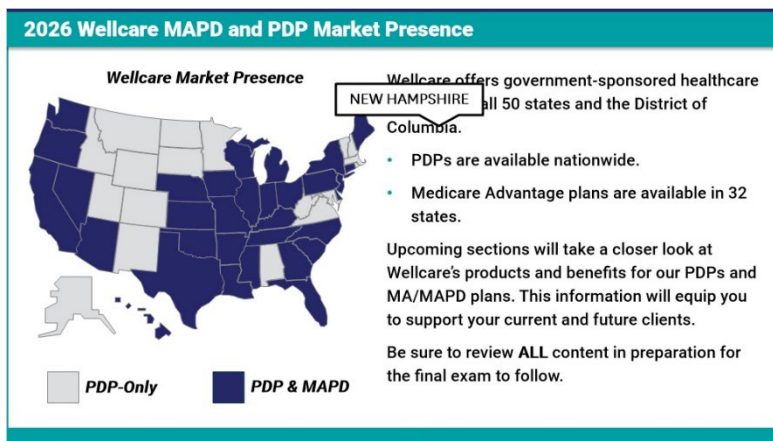 2026 Wellcare MAPD and PDP Market Presence
Wellcare Market Presence
Wellcare offers government-sponsored healthcare
NEW HAMPSHIRE
all 50 states and the District of
Columbia.
• PDPs are available nationwide.
• Medicare Advantage plans are available in 32
states.
Upcoming sections will take a closer look at
Wellcare's products and benefits for our PDPs and
MA/MAPD plans. This information will equip you
to support your current and future clients.
Be sure to review ALL content in preparation for
the final exam to follow.
PDP-Only
PDP & MAPD